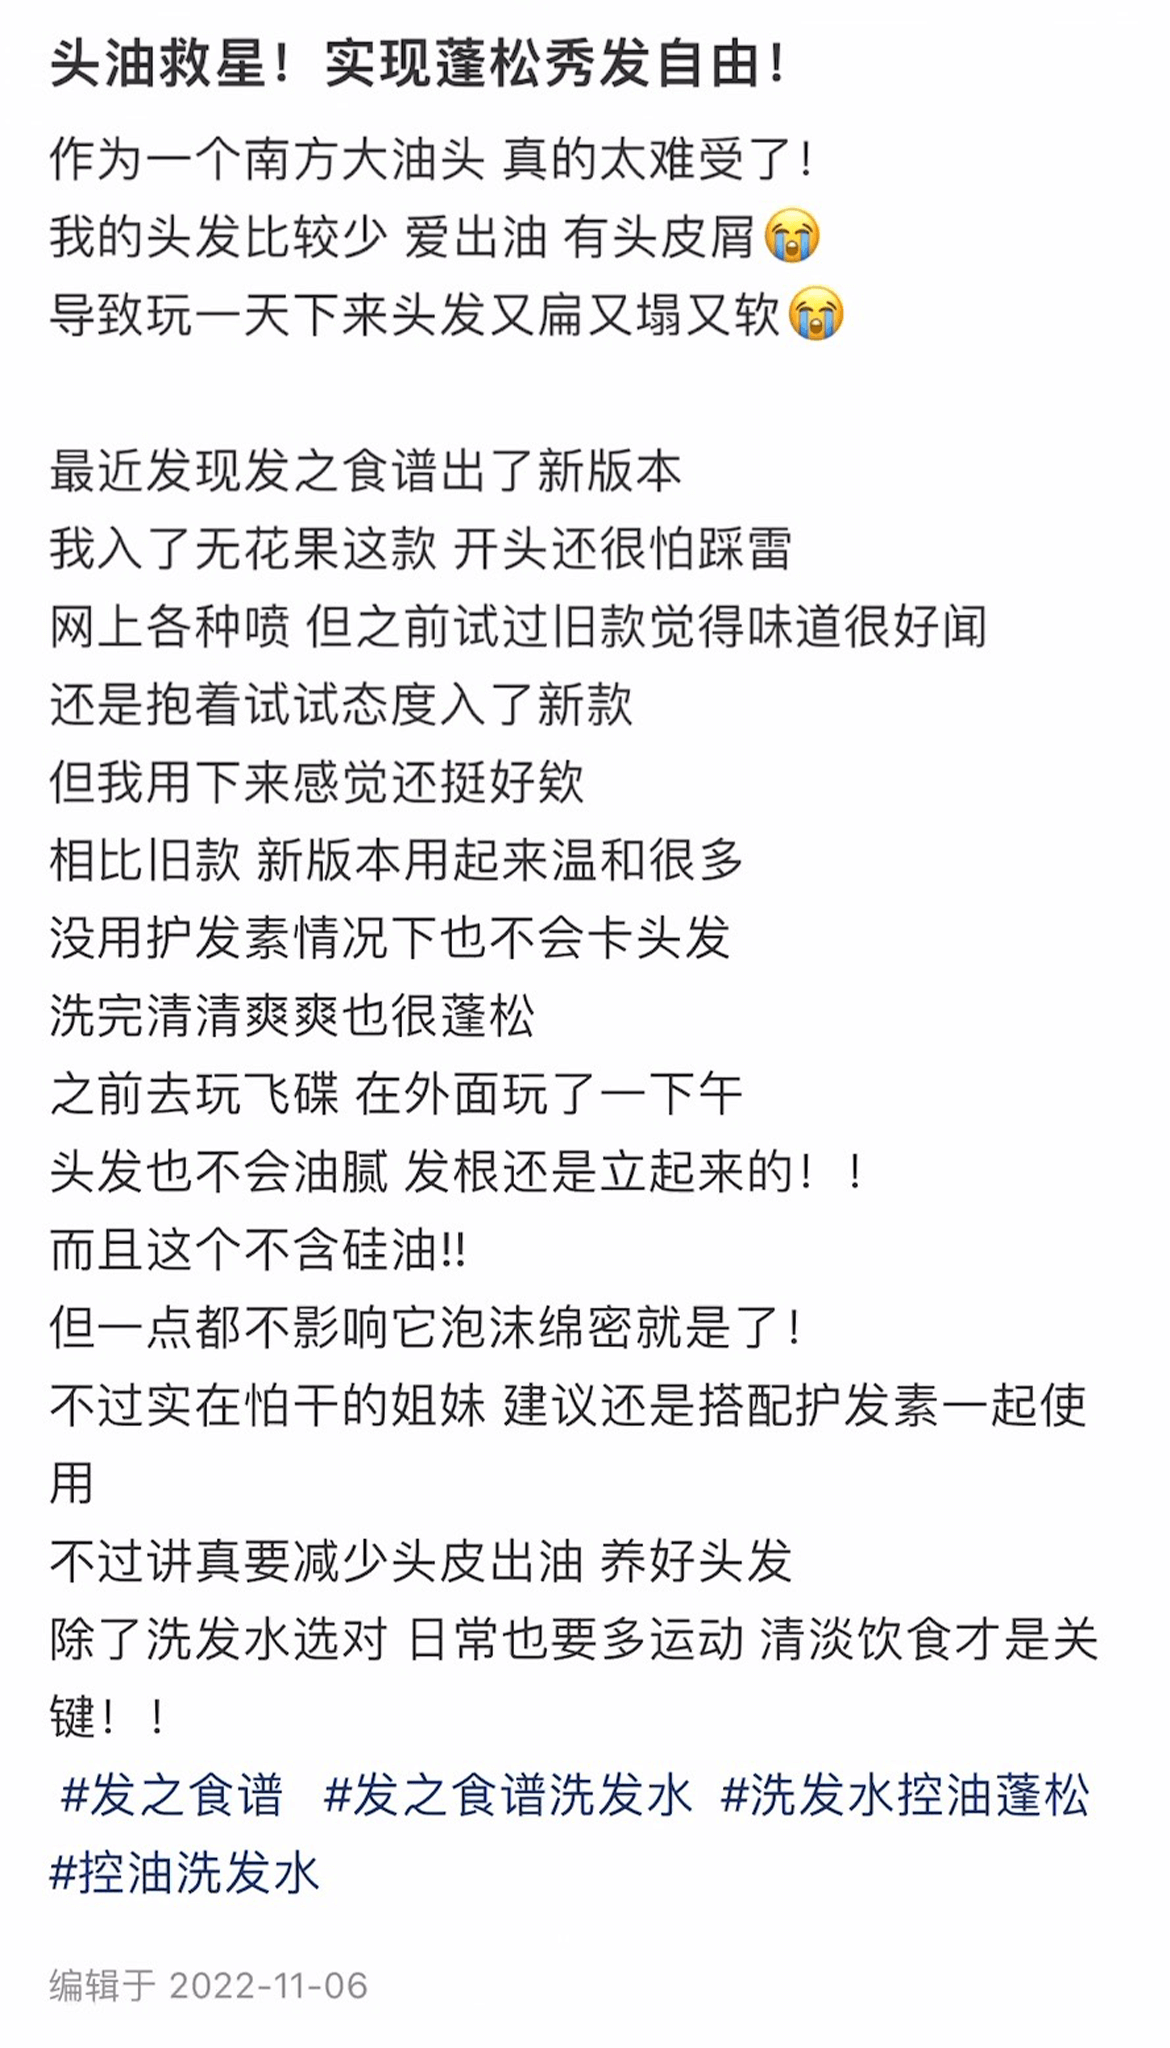 头油救星！实现蓬松秀发自由！
作为一个南方大油头 真的太难受了！
我的头发比较少 爱出油 有头皮屑😭
导致玩一天下来头发又扁又塌又软😭
最近发现发之食谱出了新版本
我入了无花果这款 开头还很怕踩雷
网上各种喷 但之前试过旧款觉得味道很好闻
还是抱着试试态度入了新款
但我用下来感觉还挺好欸
相比旧款 新版本用起来温和很多
没用护发素情况下也不会卡头发
洗完清清爽爽也很蓬松
之前去玩飞碟 在外面玩了一下午
头发也不会油腻 发根还是立起来的！！
而且这个不含硅油!!
但一点都不影响它泡沫绵密就是了！
不过实在怕干的姐妹 建议还是搭配护发素一起使
用
不过讲真要减少头皮出油 养好头发
除了洗发水选对 日常也要多运动 清淡饮食才是关
键！！
#发之食谱 #发之食谱洗发水 #洗发水控油蓬松
#控油洗发水
编辑于 2022-11-06